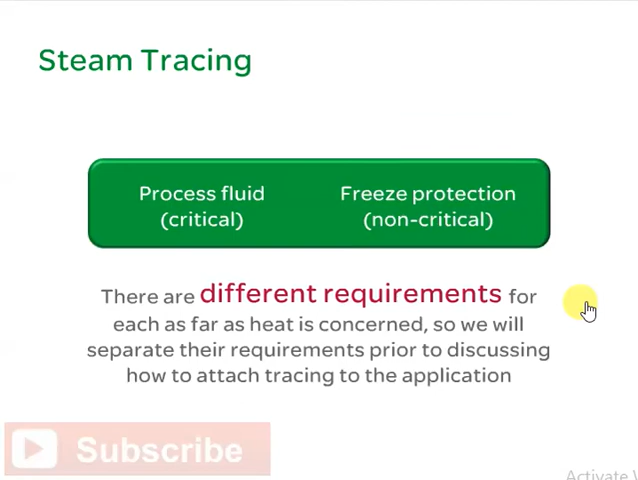 Steam Tracing
Process fluid
(critical)
Freeze protection
(non-critical)
There are different requirements for
each as far as heat is concerned, so we will
separate their requirements prior to discussing
how to attach tracing to the application
Subscribe
Activate